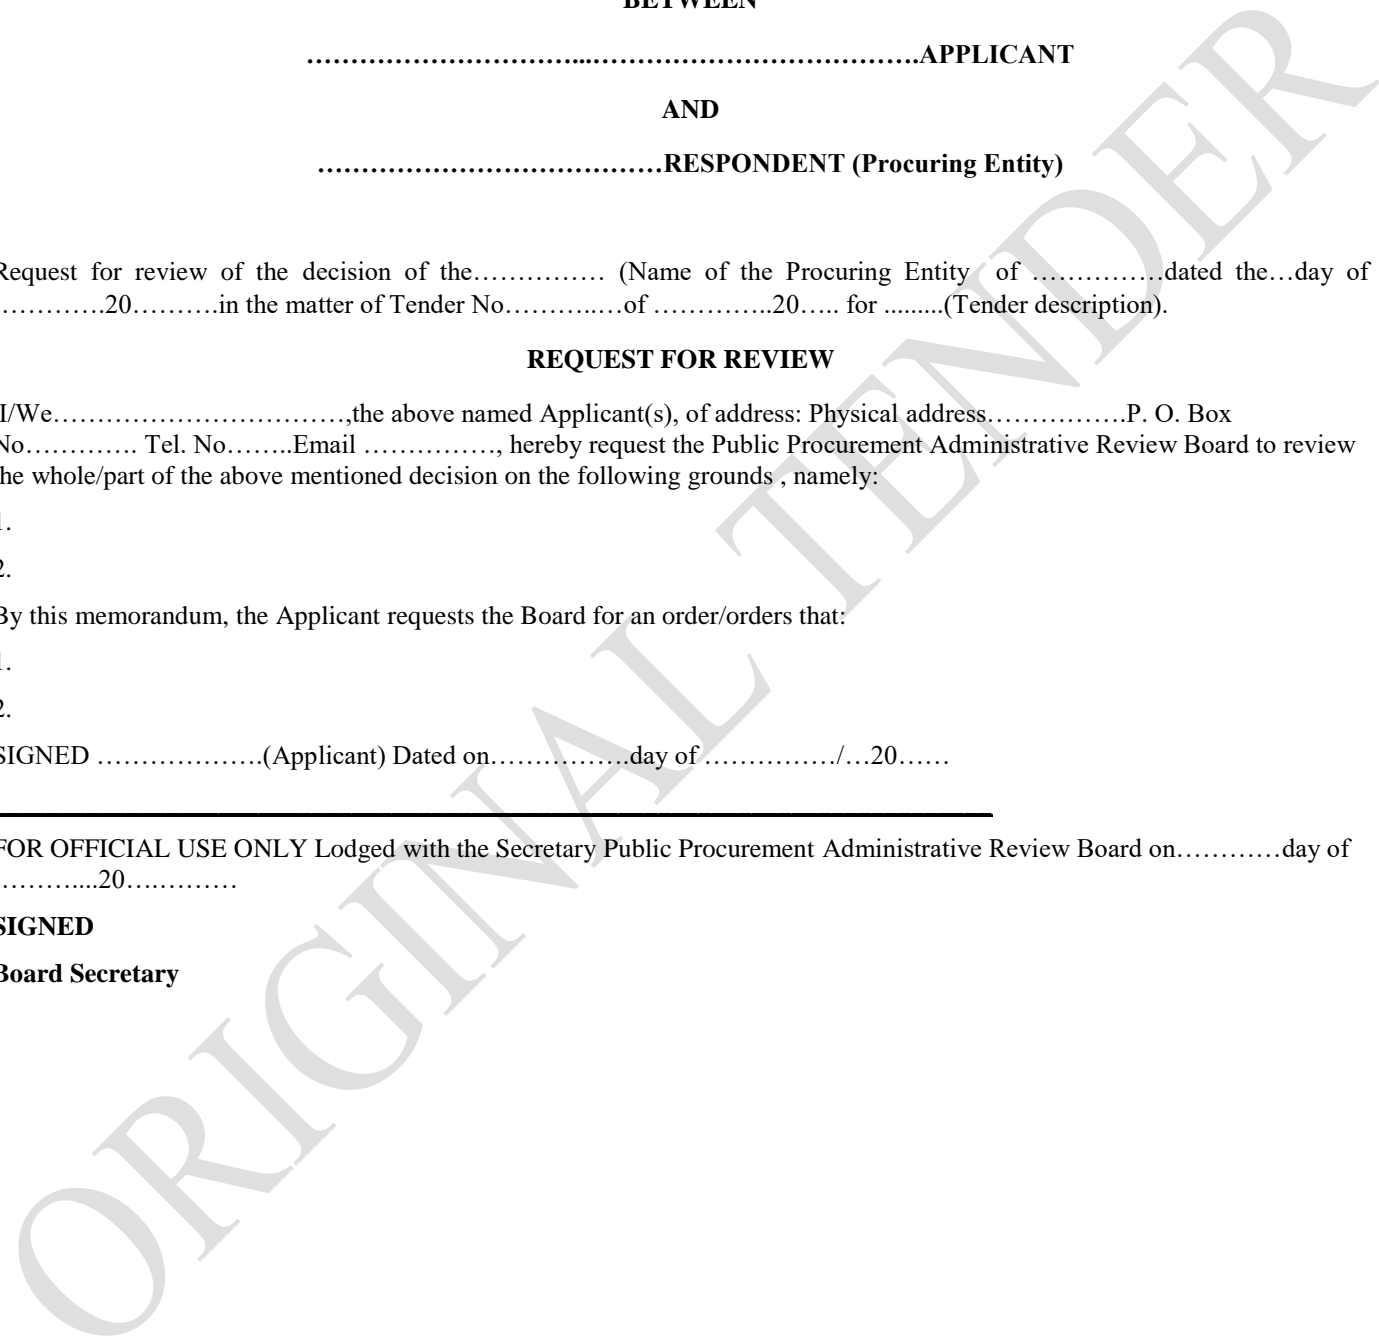 BETWEEN
…………………………...……………………………….APPLICANT
AND
…………………………………RESPONDENT (Procuring Entity)
Request for review of the decision of the…………… (Name of the Procuring Entity of ……………dated the…day of
………….20……….in the matter of Tender No………..…of …………..20….. for .........(Tender description).
REQUEST FOR REVIEW
I/We……………………………,the above named Applicant(s), of address: Physical address…………….P. O. Box
No…………. Tel. No……..Email ……………, hereby request the Public Procurement Administrative Review Board to review
the whole/part of the above mentioned decision on the following grounds , namely:
1.
2.
By this memorandum, the Applicant requests the Board for an order/orders that:
1.
2.
SIGNED ……………….(Applicant) Dated on…………….day of ……………/…20……
FOR OFFICIAL USE ONLY Lodged with the Secretary Public Procurement Administrative Review Board on…………day of
………....20….………
SIGNED
Board Secretary
ORIGINAL TENDER